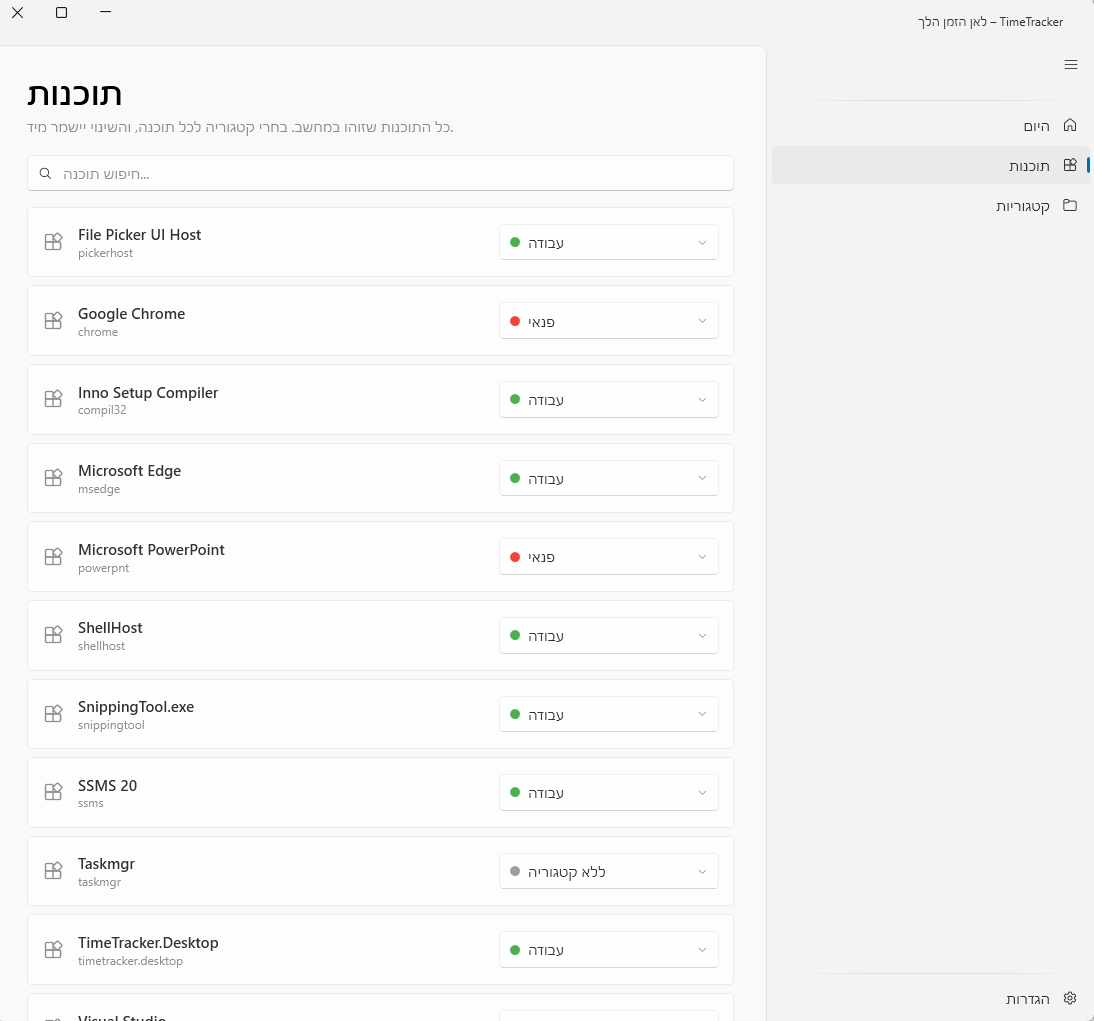 TimeTracker – לאן הזמן הלך
היום
תוכנות
קטגוריות
הגדרות
תוכנות
כל התוכנות שזוהו במחשב. בחרי קטגוריה לכל תוכנה, והשינוי יישמר מיד.
חיפוש תוכנה...
File Picker UI Host
pickerhost
עבודה
Google Chrome
chrome
פנאי
Inno Setup Compiler
compil32
עבודה
Microsoft Edge
msedge
עבודה
Microsoft PowerPoint
powerpnt
פנאי
ShellHost
shellhost
עבודה
SnippingTool.exe
snippingtool
עבודה
SSMS 20
ssms
עבודה
Taskmgr
taskmgr
ללא קטגוריה
TimeTracker.Desktop
timetracker.desktop
עבודה
Visual Studio